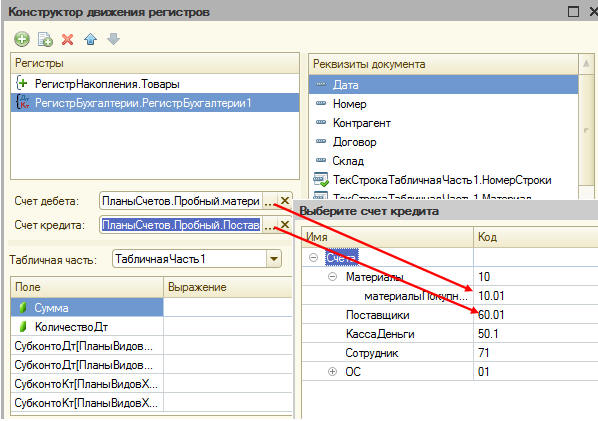 Конструктор движения регистров
Регистры
РегистрНакопления.Товары
РегистрБухгалтерии.РегистрБухгалтерии1
Реквизиты документа
Дата
Номер
Контрагент
Договор
Склад
ТекСтрокаТабличнаяЧасть1.НомерСтроки
ТекСтрокаТабличнаяЧасть1.Материал
Счет дебета: ПланыСчетов.Пробный.матери ...
Счет кредита: ПланыСчетов.Пробный.Постав ...
Табличная часть: ТабличнаяЧасть1
Поле Выражение
Сумма
КоличествоДт
СубконтоДт[ПланыВидов...
СубконтоДт[ПланыВидов...
СубконтоКт[ПланыВидовХ...
СубконтоКт[ПланыВидовХ...
Выберите счет кредита
Имя Код
Счета
Материалы 10
материалыПокупн... 10.01
Поставщики 60.01
КассаДеньги 50.1
Сотрудник 71
ОС 01